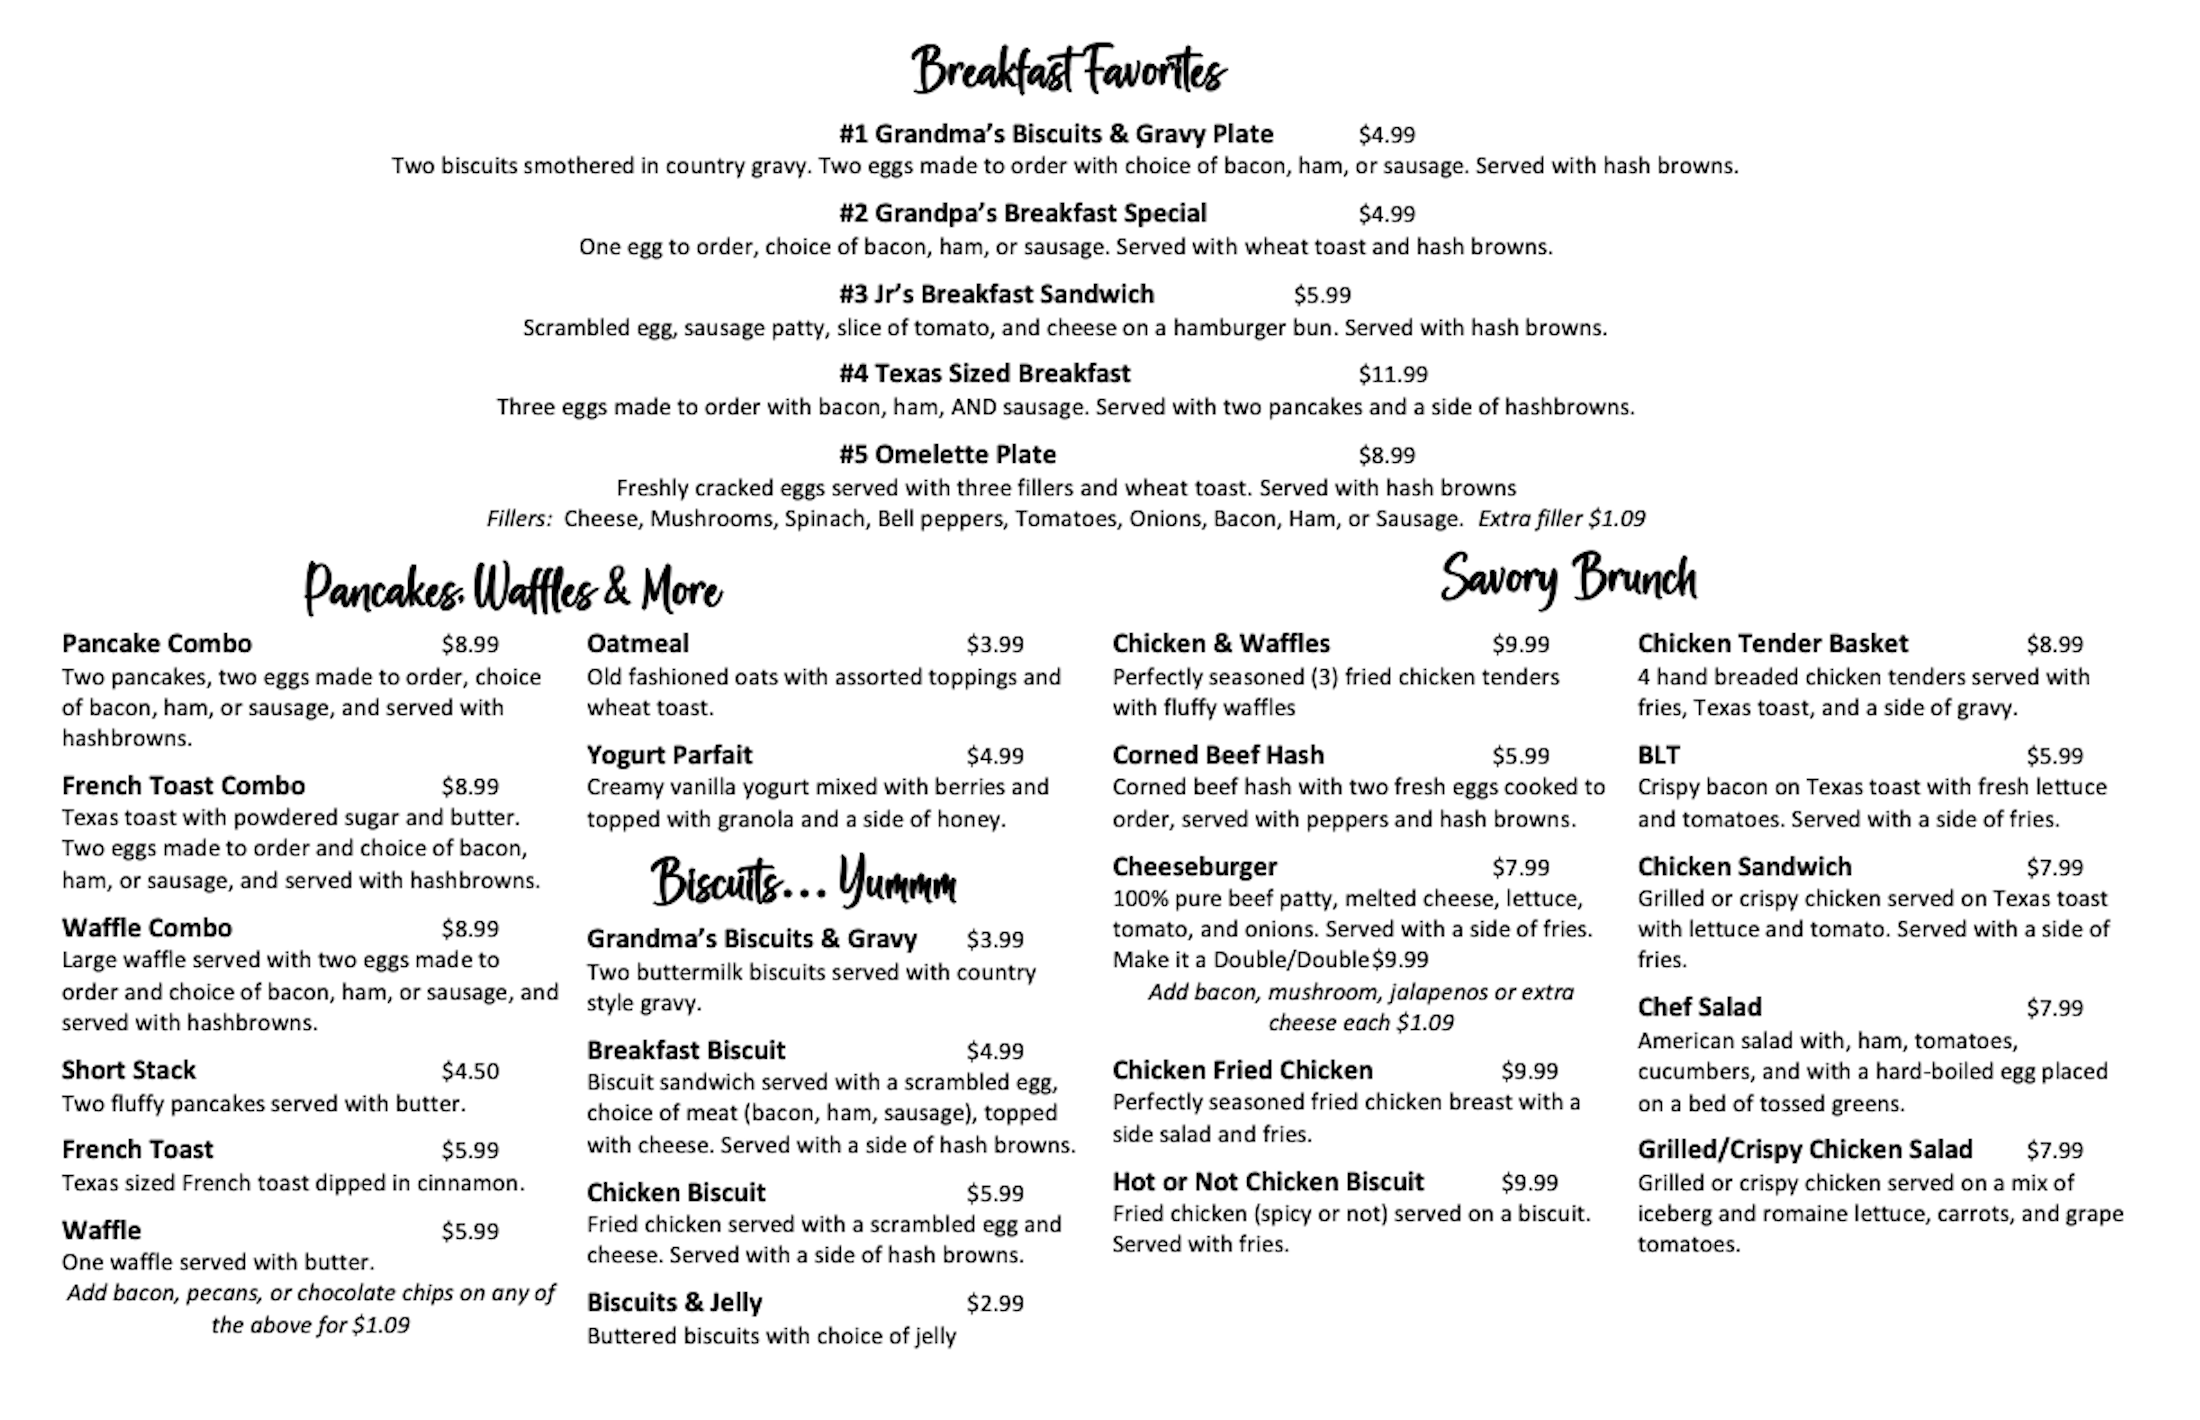 Breakfast Favorites
#1 Grandma’s Biscuits & Gravy Plate $4.99
Two biscuits smothered in country gravy. Two eggs made to order with choice of bacon, ham, or sausage. Served with hash browns.
#2 Grandpa’s Breakfast Special $4.99
One egg to order, choice of bacon, ham, or sausage. Served with wheat toast and hash browns.
#3 Jr’s Breakfast Sandwich $5.99
Scrambled egg, sausage patty, slice of tomato, and cheese on a hamburger bun. Served with hash browns.
#4 Texas Sized Breakfast $11.99
Three eggs made to order with bacon, ham, AND sausage. Served with two pancakes and a side of hashbrowns.
#5 Omelette Plate $8.99
Freshly cracked eggs served with three fillers and wheat toast. Served with hash browns
Fillers: Cheese, Mushrooms, Spinach, Bell peppers, Tomatoes, Onions, Bacon, Ham, or Sausage. Extra filler $1.09
Pancakes, Waffles & More
Pancake Combo $8.99
Two pancakes, two eggs made to order, choice
of bacon, ham, or sausage, and served with
hashbrowns.
French Toast Combo $8.99
Texas toast with powdered sugar and butter.
Two eggs made to order and choice of bacon,
ham, or sausage, and served with hashbrowns.
Waffle Combo $8.99
Large waffle served with two eggs made to
order and choice of bacon, ham, or sausage, and
served with hashbrowns.
Short Stack $4.50
Two fluffy pancakes served with butter.
French Toast $5.99
Texas sized French toast dipped in cinnamon.
Waffle $5.99
One waffle served with butter.
Add bacon, pecans, or chocolate chips on any of
the above for $1.09
Oatmeal $3.99
Old fashioned oats with assorted toppings and
wheat toast.
Yogurt Parfait $4.99
Creamy vanilla yogurt mixed with berries and
topped with granola and a side of honey.
Biscuits... Yummm
Grandma’s Biscuits & Gravy $3.99
Two buttermilk biscuits served with country
style gravy.
Breakfast Biscuit $4.99
Biscuit sandwich served with a scrambled egg,
choice of meat (bacon, ham, sausage), topped
with cheese. Served with a side of hash browns.
Chicken Biscuit $5.99
Fried chicken served with a scrambled egg and
cheese. Served with a side of hash browns.
Biscuits & Jelly $2.99
Buttered biscuits with choice of jelly
Savory Brunch
Chicken & Waffles $9.99
Perfectly seasoned (3) fried chicken tenders
with fluffy waffles
Corned Beef Hash $5.99
Corned beef hash with two fresh eggs cooked to
order, served with peppers and hash browns.
Cheeseburger $7.99
100% pure beef patty, melted cheese, lettuce,
tomato, and onions. Served with a side of fries.
Make it a Double/Double $9.99
Add bacon, mushroom, jalapenos or extra
cheese each $1.09
Chicken Fried Chicken $9.99
Perfectly seasoned fried chicken breast with a
side salad and fries.
Hot or Not Chicken Biscuit $9.99
Fried chicken (spicy or not) served on a biscuit.
Served with fries.
Chicken Tender Basket $8.99
4 hand breaded chicken tenders served with
fries, Texas toast, and a side of gravy.
BLT $5.99
Crispy bacon on Texas toast with fresh lettuce
and tomatoes. Served with a side of fries.
Chicken Sandwich $7.99
Grilled or crispy chicken served on Texas toast
with lettuce and tomato. Served with a side of
fries.
Chef Salad $7.99
American salad with, ham, tomatoes,
cucumbers, and with a hard-boiled egg placed
on a bed of tossed greens.
Grilled/Crispy Chicken Salad $7.99
Grilled or crispy chicken served on a mix of
iceberg and romaine lettuce, carrots, and grape
tomatoes.